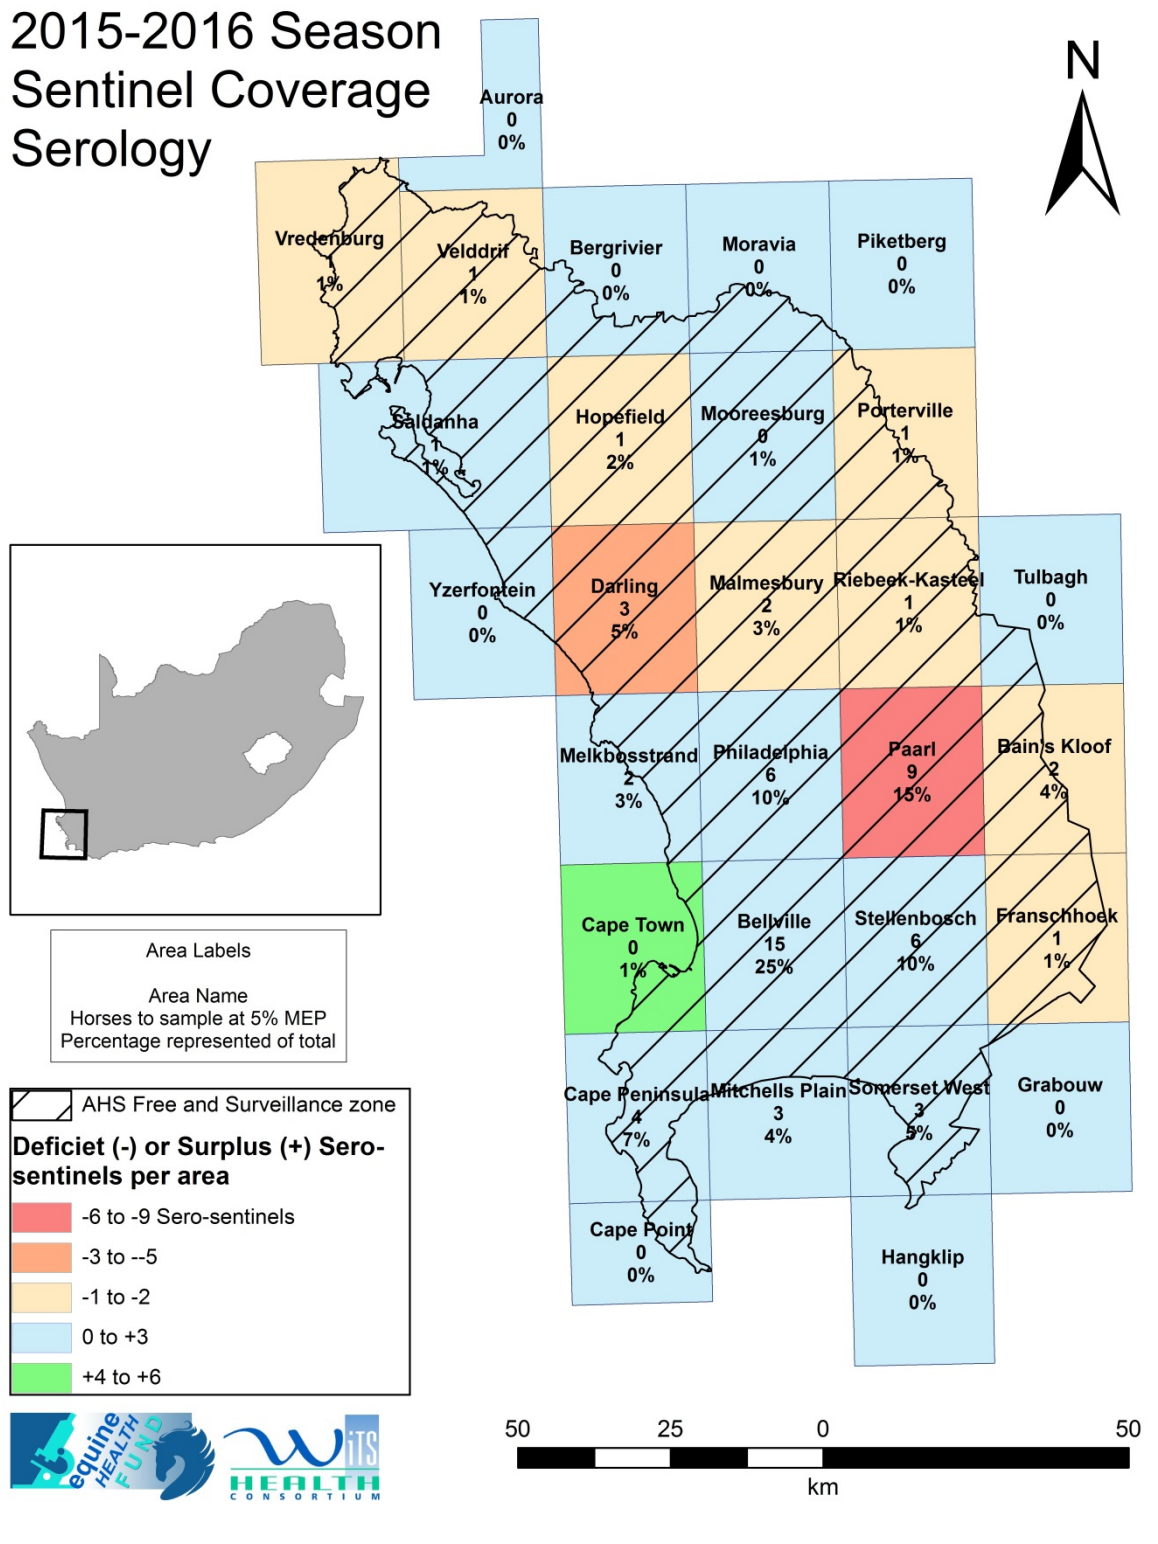 2015-2016 Season
Sentinel Coverage
Serology
N
Aurora
0
0%
Vredenburg
1
1%
Velddrif
1
1%
Bergrivier
0
0%
Moravia
0
0%
Piketberg
0
0%
Saldanha
1
1%
Hopefield
1
2%
Mooreesburg
0
1%
Porterville
1
1%
Yzerfontein
0
0%
Darling
3
5%
Malmesbury
2
3%
Riebeek-Kasteel
1
1%
Tulbagh
0
0%
Melkbosstrand
2
3%
Philadelphia
6
10%
Paarl
9
15%
Bain's Kloof
2
4%
Cape Town
0
1%
Bellville
15
25%
Stellenbosch
6
10%
Franschhoek
1
1%
Cape Peninsula
4
7%
Mitchells Plain
3
4%
Somerset West
3
5%
Grabouw
0
0%
Cape Point
0
0%
Hangklip
0
0%
Area Labels
Area Name
Horses to sample at 5% MEP
Percentage represented of total
AHS Free and Surveillance zone
Deficiet (-) or Surplus (+) Sero-
sentinels per area
-6 to -9 Sero-sentinels
-3 to --5
-1 to -2
0 to +3
+4 to +6
equine
HEALTH
FUND
WiTS
HEALTH
CONSORTIUM
50 25 0 50
km